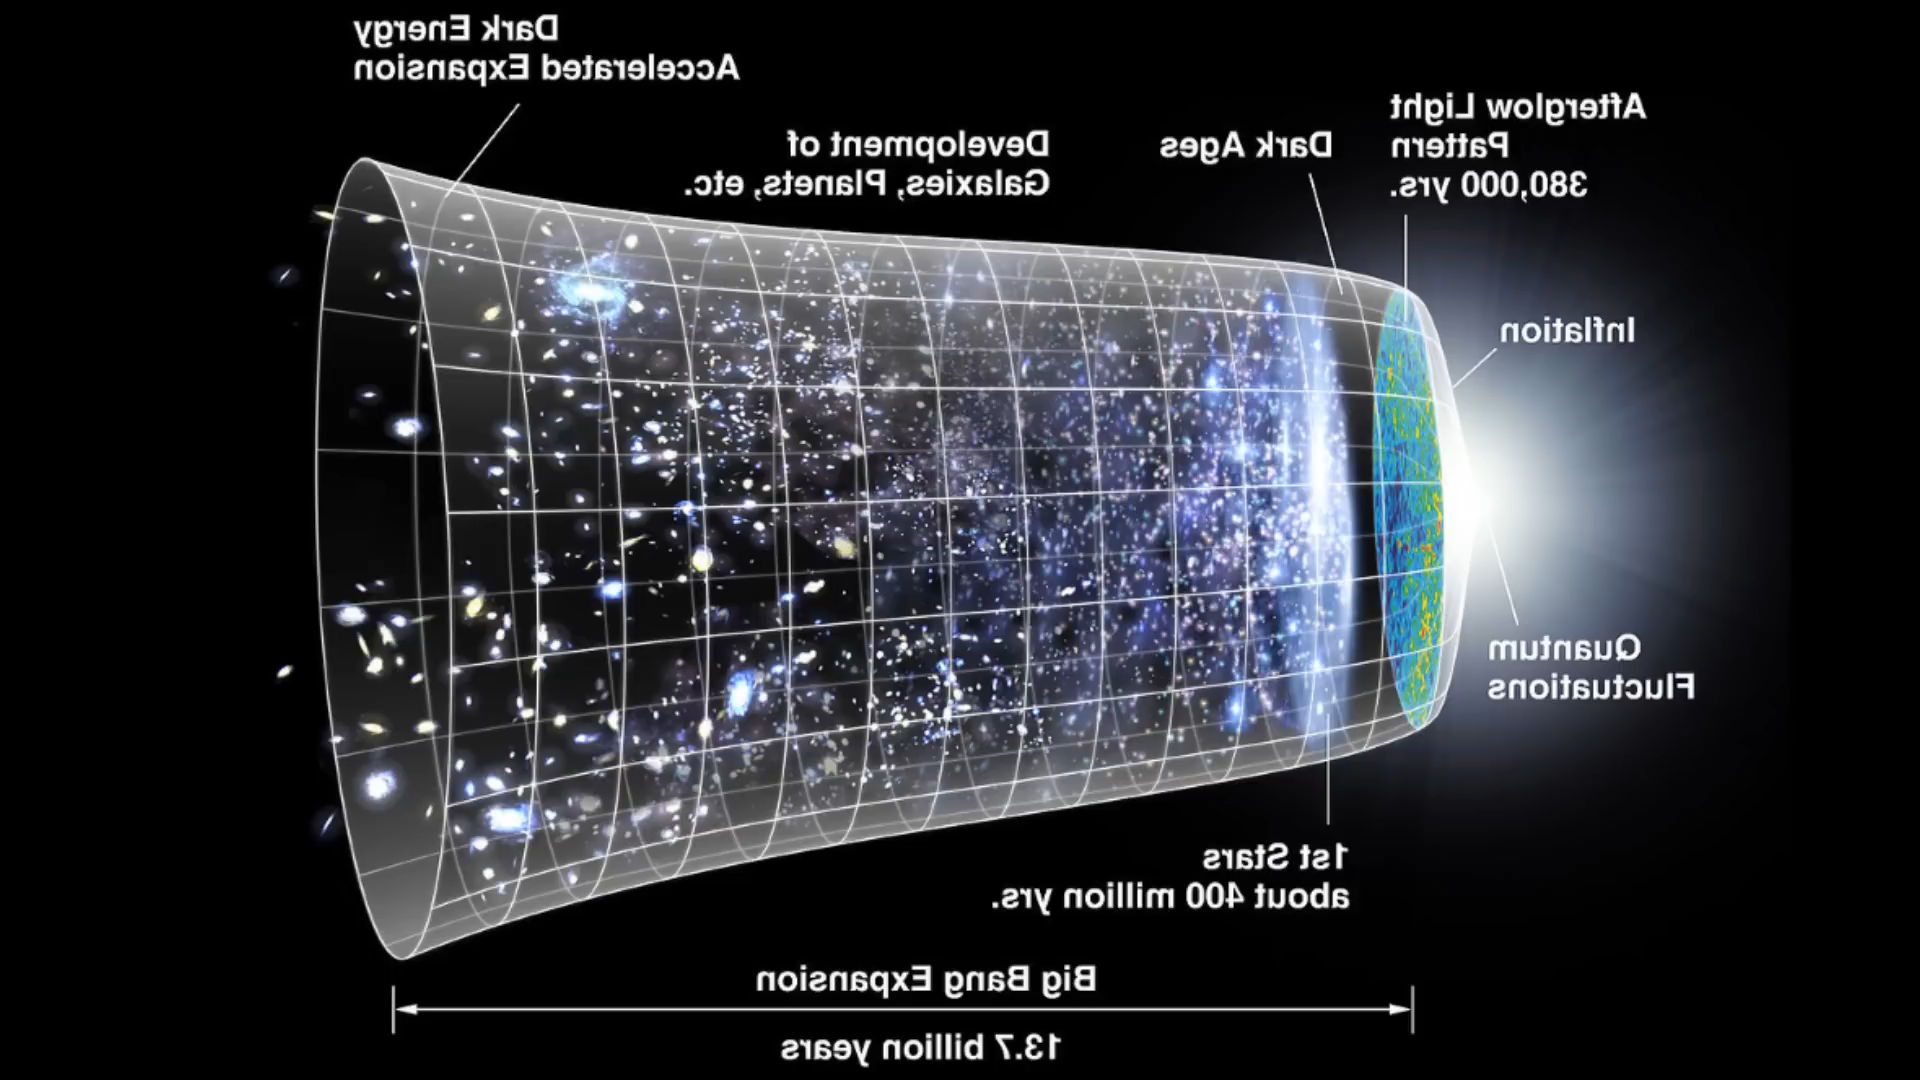 Dark Energy
Accelerated Expansion
Afterglow Light
Pattern
380,000 yrs.
Dark Ages
Development of
Galaxies, Planets, etc.
Inflation
Quantum
Fluctuations
1st Stars
about 400 million yrs.
Big Bang Expansion
13.7 billion years